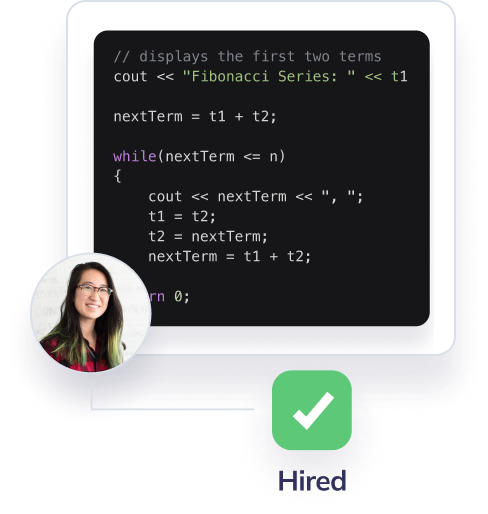 // displays the first two terms
cout << "Fibonacci Series: " << t1
nextTerm = t1 + t2;
while(nextTerm <= n)
{
cout << nextTerm << ", ";
t1 = t2;
t2 = nextTerm;
nextTerm = t1 + t2;
rn 0;
Hired